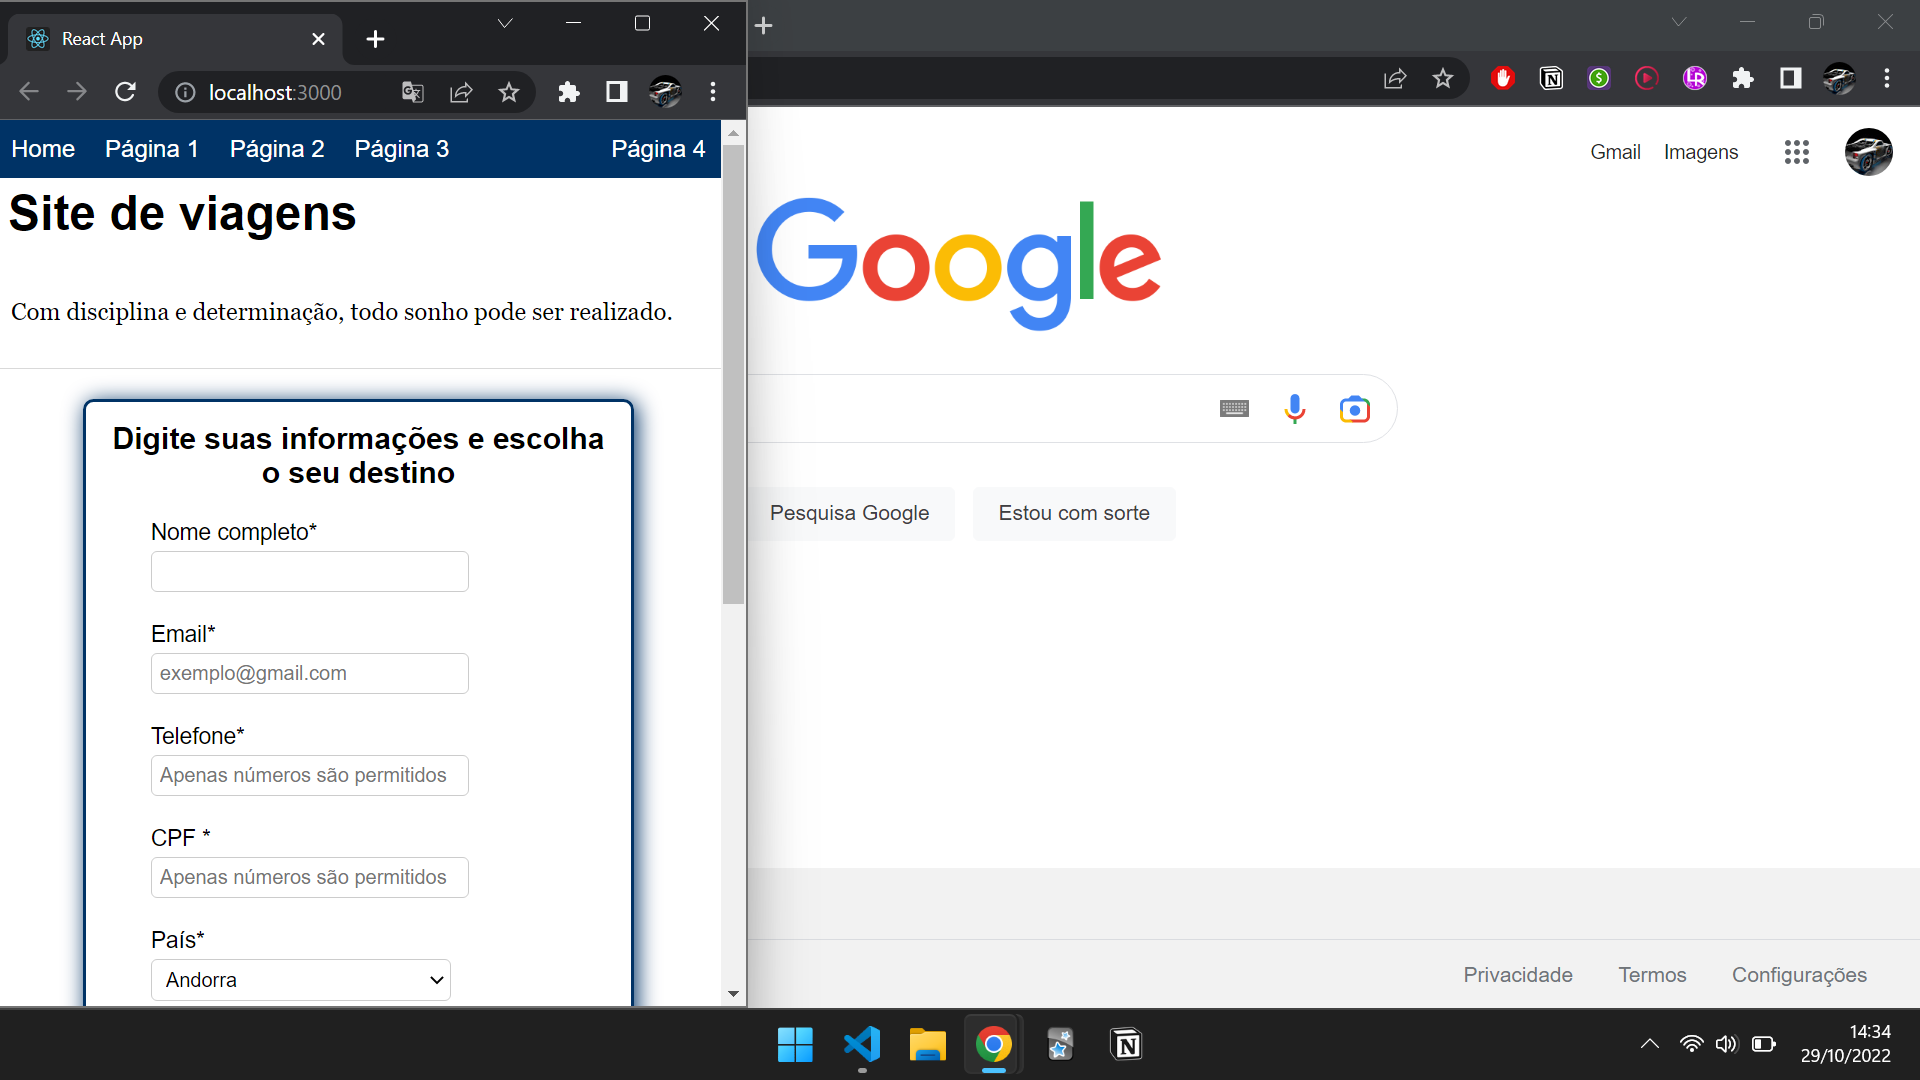 React App
localhost:3000
Home Página 1 Página 2 Página 3 Página 4
Site de viagens
Com disciplina e determinação, todo sonho pode ser realizado.
Digite suas informações e escolha
o seu destino
Nome completo*
Email*
exemplo@gmail.com
Telefone*
Apenas números são permitidos
CPF *
Apenas números são permitidos
País*
Andorra
Gmail Imagens
Google
Pesquisa Google Estou com sorte
Privacidade Termos Configurações
14:34
29/10/2022